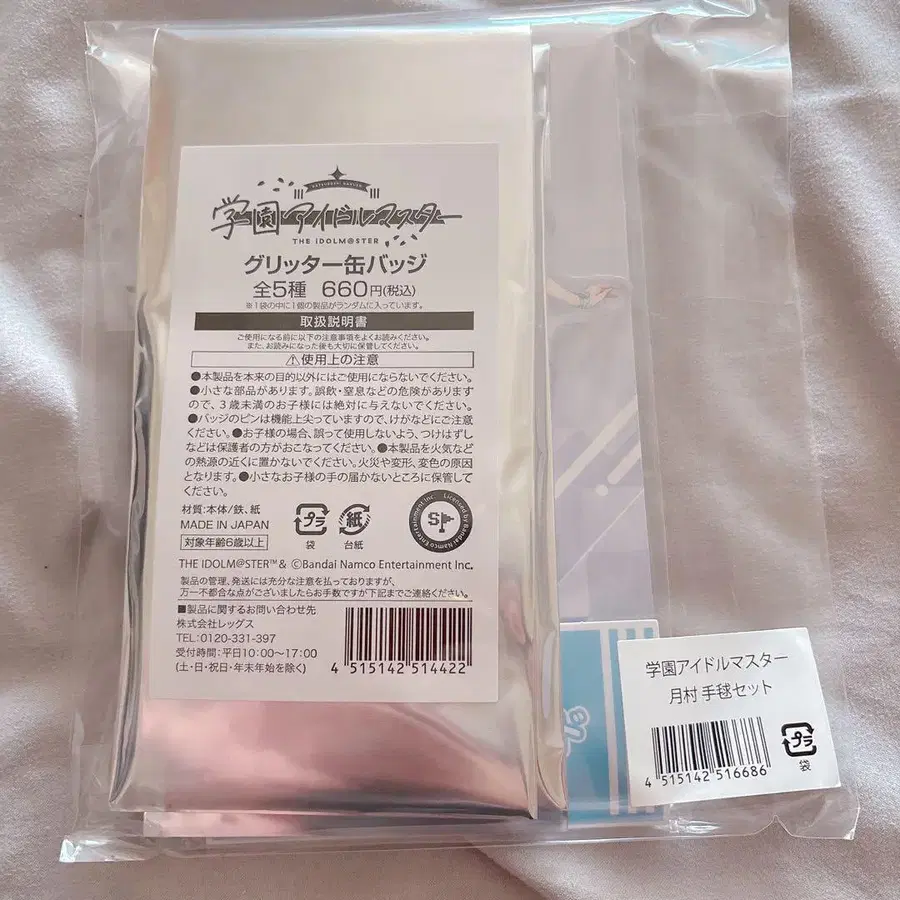 学園アイドルマスター
THE IDOLM@STER
グリッター缶バッジ
全5種 660円(税込)
※1袋の中に1個の製品がランダムに入っています。
取扱説明書
ご使用になる前に以下の注意事項をよくお読みください。
また、お読みになった後も大切に保管してください。
⚠使用上の注意
●本製品を本来の目的以外にはご使用にならないでください。
●小さな部品があります。誤飲・窒息などの危険があります
ので、3歳未満のお子様には絶対に与えないでください。
●バッジのピンは機能上尖っていますので、けがなどにご注意
ください。●お子様の場合、誤って使用しないよう、つけはずし
などは保護者の方がおこなってください。●本製品を火気など
の熱源の近くに置かないでください。火災や変形、変色の原因
となります。●小さなお子様の手の届かないところに保管して
ください。
材質:本体/鉄、紙
MADE IN JAPAN
対象年齢6歳以上
プラ
袋
紙
台紙
Licensed by Bandai Namco Entertainment Inc.
SP
THE IDOLM@STER™& ©Bandai Namco Entertainment Inc.
製品の管理、発送には充分な注意を払っておりますが、
万一不都合な点がございましたらお手数ですが下記までご連絡ください。
■製品に関するお問い合わせ先
株式会社レッグス
TEL:0120-331-397
受付時間:平日10:00~17:00
(土・日・祝日・年末年始を除く)
4 515142 514422
学園アイドルマスター
月村 手毬セット
4 515142 516686
プラ
袋